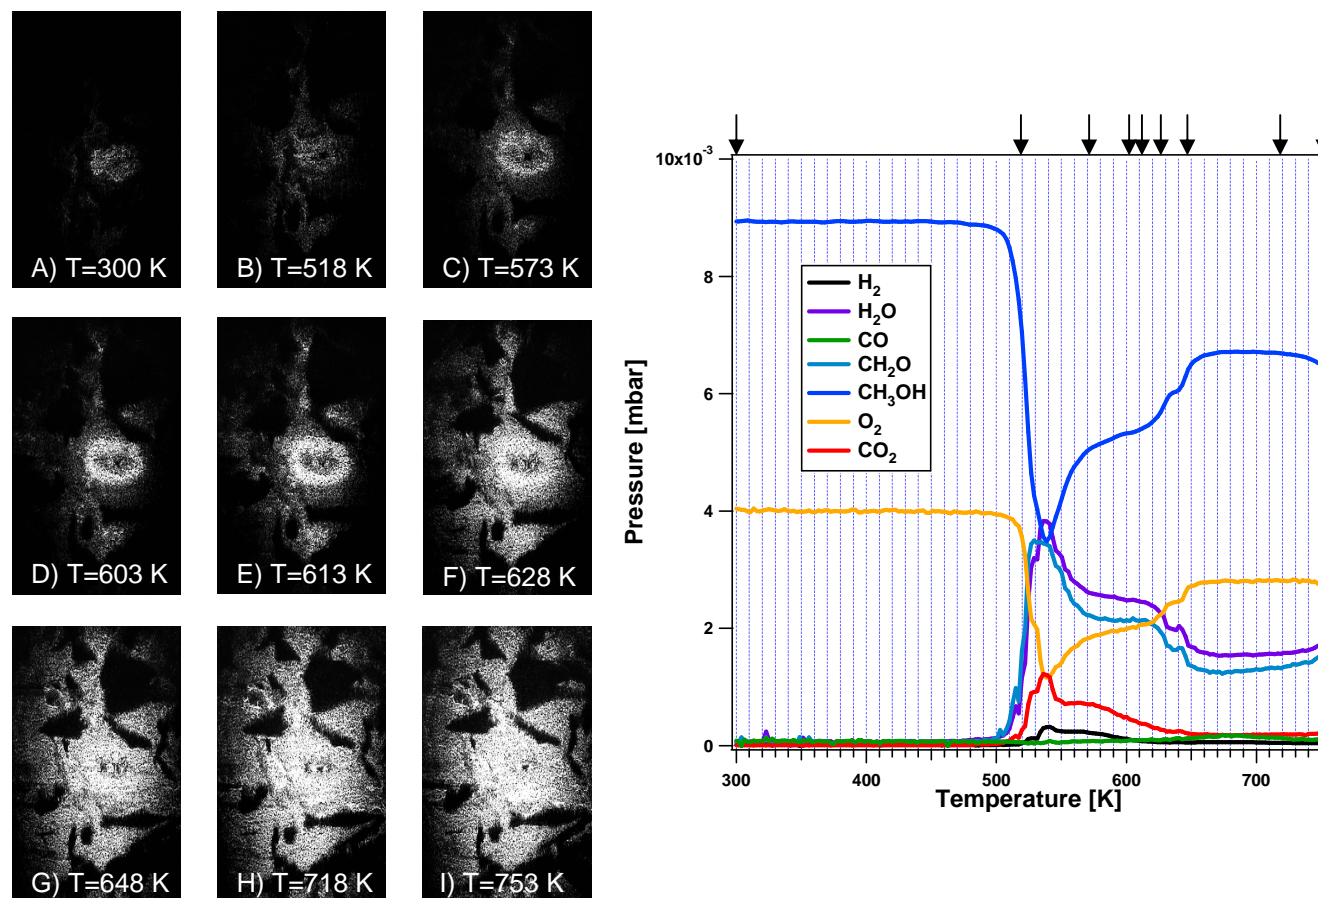 A) T=300 K
B) T=518 K
C) T=573 K
D) T=603 K
E) T=613 K
F) T=628 K
G) T=648 K
H) T=718 K
I) T=753 K
10x10⁻³
8
6
4
2
0
Pressure [mbar]
H₂
H₂O
CO
CH₂O
CH₃OH
O₂
CO₂
300 400 500 600 700
Temperature [K]